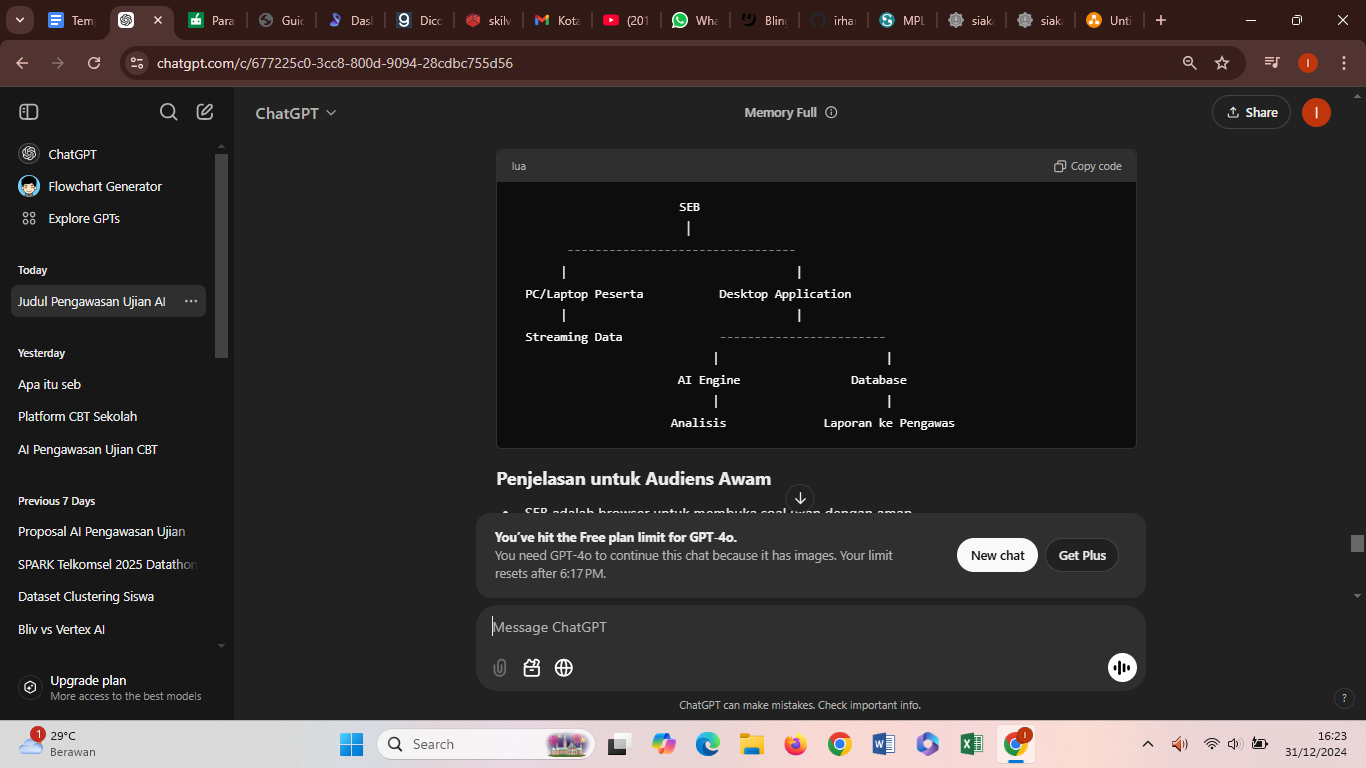 Temp
Para
Guid
Dash
Dico
skilv
Kota
(201
Wha
Bling
irhar
MPL
siaka
siaka
Unti
chatgpt.com/c/677225c0-3cc8-800d-9094-28cdbc755d56
I
ChatGPT
Memory Full
Share
I
ChatGPT
Flowchart Generator
Explore GPTs
Today
Judul Pengawasan Ujian AI
Yesterday
Apa itu seb
Platform CBT Sekolah
AI Pengawasan Ujian CBT
Previous 7 Days
Proposal AI Pengawasan Ujian
SPARK Telkomsel 2025 Datathon
Dataset Clustering Siswa
Bliv vs Vertex AI
Upgrade plan
More access to the best models
lua
Copy code
SEB
|
---------------------------------
| |
PC/Laptop Peserta Desktop Application
| |
Streaming Data ------------------------
| |
AI Engine Database
| |
Analisis Laporan ke Pengawas
Penjelasan untuk Audiens Awam
SEB adalah browser untuk membuka soal ujian dengan aman
You've hit the Free plan limit for GPT-4o.
You need GPT-4o to continue this chat because it has images. Your limit
resets after 6:17 PM.
New chat
Get Plus
Message ChatGPT
ChatGPT can make mistakes. Check important info.
?
1
29°C
Berawan
Search
I
16:23
31/12/2024